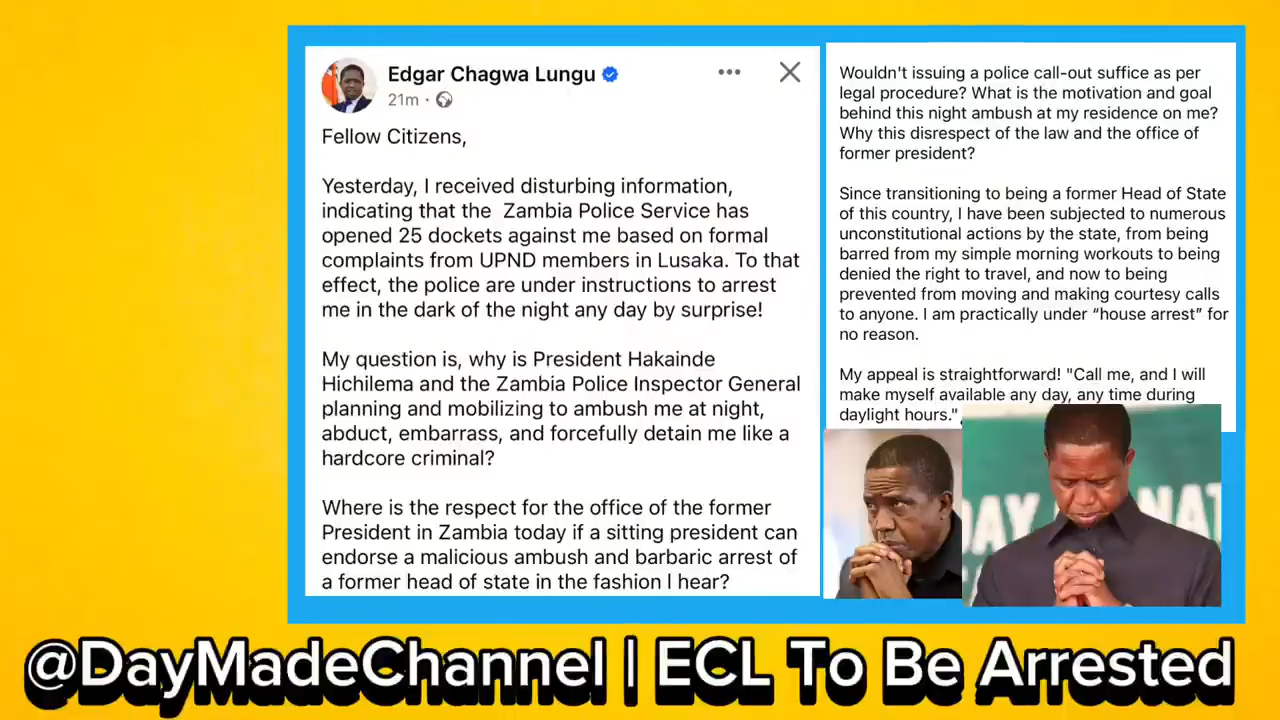 Edgar Chagwa Lungu
21m
Fellow Citizens,
Yesterday, I received disturbing information,
indicating that the Zambia Police Service has
opened 25 dockets against me based on formal
complaints from UPND members in Lusaka. To that
effect, the police are under instructions to arrest
me in the dark of the night any day by surprise!
My question is, why is President Hakainde
Hichilema and the Zambia Police Inspector General
planning and mobilizing to ambush me at night,
abduct, embarrass, and forcefully detain me like a
hardcore criminal?
Where is the respect for the office of the former
President in Zambia today if a sitting president can
endorse a malicious ambush and barbaric arrest of
a former head of state in the fashion I hear?
Wouldn't issuing a police call-out suffice as per
legal procedure? What is the motivation and goal
behind this night ambush at my residence on me?
Why this disrespect of the law and the office of
former president?
Since transitioning to being a former Head of State
of this country, I have been subjected to numerous
unconstitutional actions by the state, from being
barred from my simple morning workouts to being
denied the right to travel, and now to being
prevented from moving and making courtesy calls
to anyone. I am practically under “house arrest” for
no reason.
My appeal is straightforward! "Call me, and I will
make myself available any day, any time during
daylight hours."
DAY NAT
@DayMadeChannel | ECL To Be Arrested